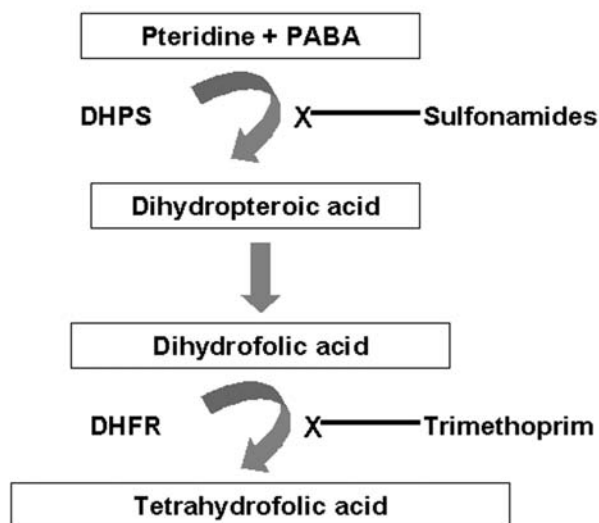 Pteridine + PABA
DHPS X Sulfonamides
Dihydropteroic acid
Dihydrofolic acid
DHFR X Trimethoprim
Tetrahydrofolic acid